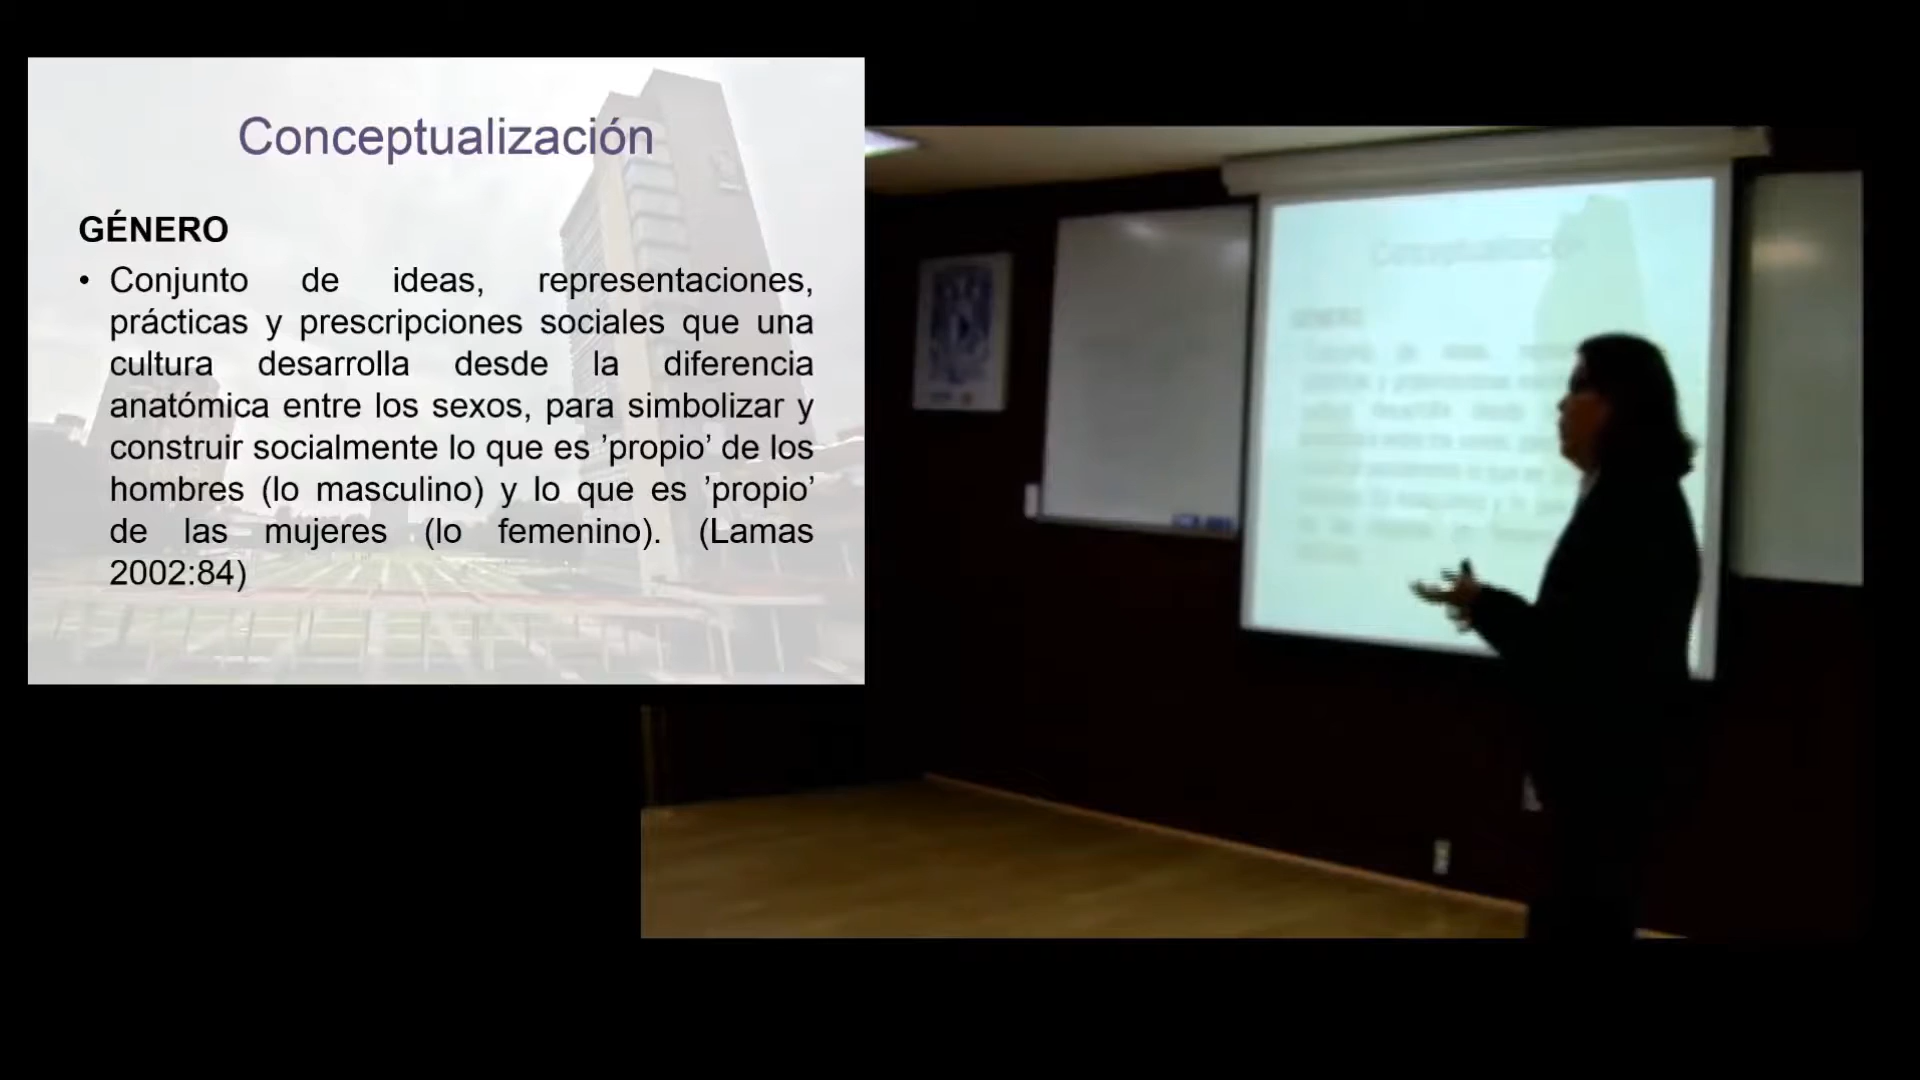 Conceptualización
GÉNERO
• Conjunto de ideas, representaciones,
prácticas y prescripciones sociales que una
cultura desarrolla desde la diferencia
anatómica entre los sexos, para simbolizar y
construir socialmente lo que es ’propio’ de los
hombres (lo masculino) y lo que es ’propio’
de las mujeres (lo femenino). (Lamas
2002:84)
Conceptualización
GÉNERO